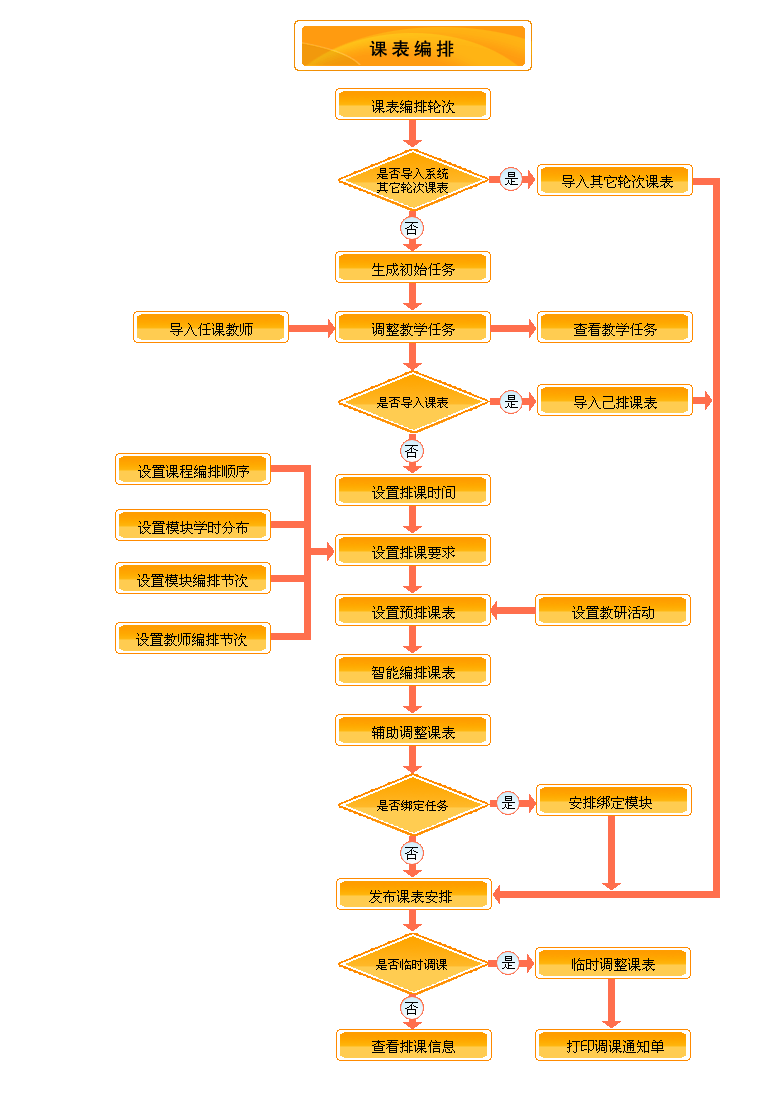 课表编排
课表编排轮次
是否导入系统
其它轮次课表
是
导入其它轮次课表
否
生成初始任务
导入任课教师
调整教学任务
查看教学任务
是否导入课表
是
导入己排课表
否
设置课程编排顺序
设置排课时间
设置模块学时分布
设置排课要求
设置模块编排节次
设置预排课表
设置教研活动
设置教师编排节次
智能编排课表
辅助调整课表
是否绑定任务
是
安排绑定模块
否
发布课表安排
是否临时调课
是
临时调整课表
否
查看排课信息
打印调课通知单